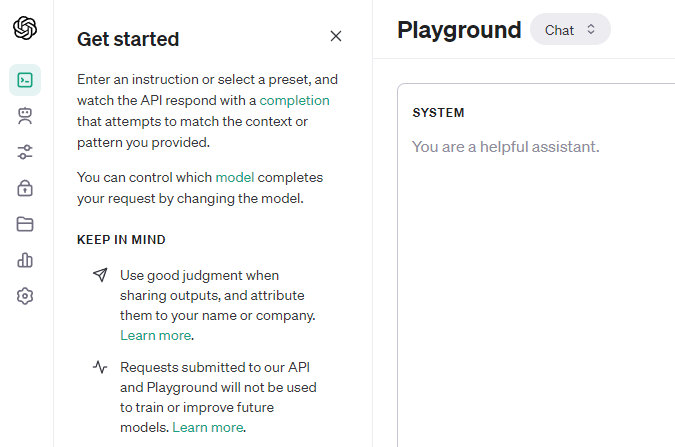 Get started
Enter an instruction or select a preset, and
watch the API respond with a completion
that attempts to match the context or
pattern you provided.
You can control which model completes
your request by changing the model.
KEEP IN MIND
Use good judgment when
sharing outputs, and attribute
them to your name or company.
Learn more.
Requests submitted to our API
and Playground will not be used
to train or improve future
models. Learn more.
Playground
Chat
SYSTEM
You are a helpful assistant.